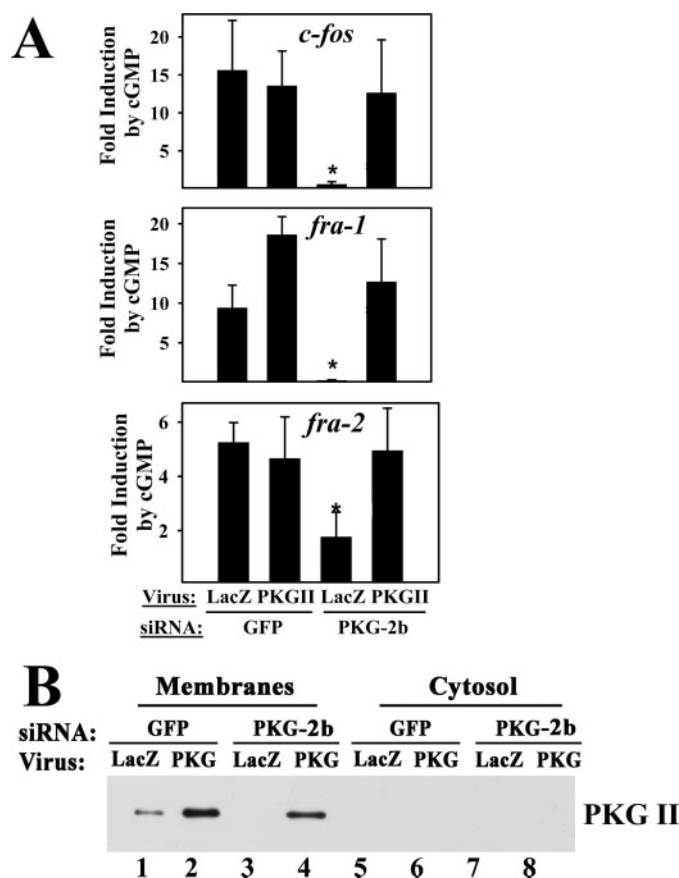 A
c-fos
Fold Induction
by cGMP
20
15
10
5
*
fra-1
Fold Induction
by cGMP
20
15
10
5
*
fra-2
Fold Induction
by cGMP
6
4
2
*
Virus: LacZ PKGII LacZ PKGII
siRNA: GFP PKG-2b
B
Membranes Cytosol
siRNA: GFP PKG-2b GFP PKG-2b
Virus: LacZ PKG LacZ PKG LacZ PKG LacZ PKG
PKG II
1 2 3 4 5 6 7 8